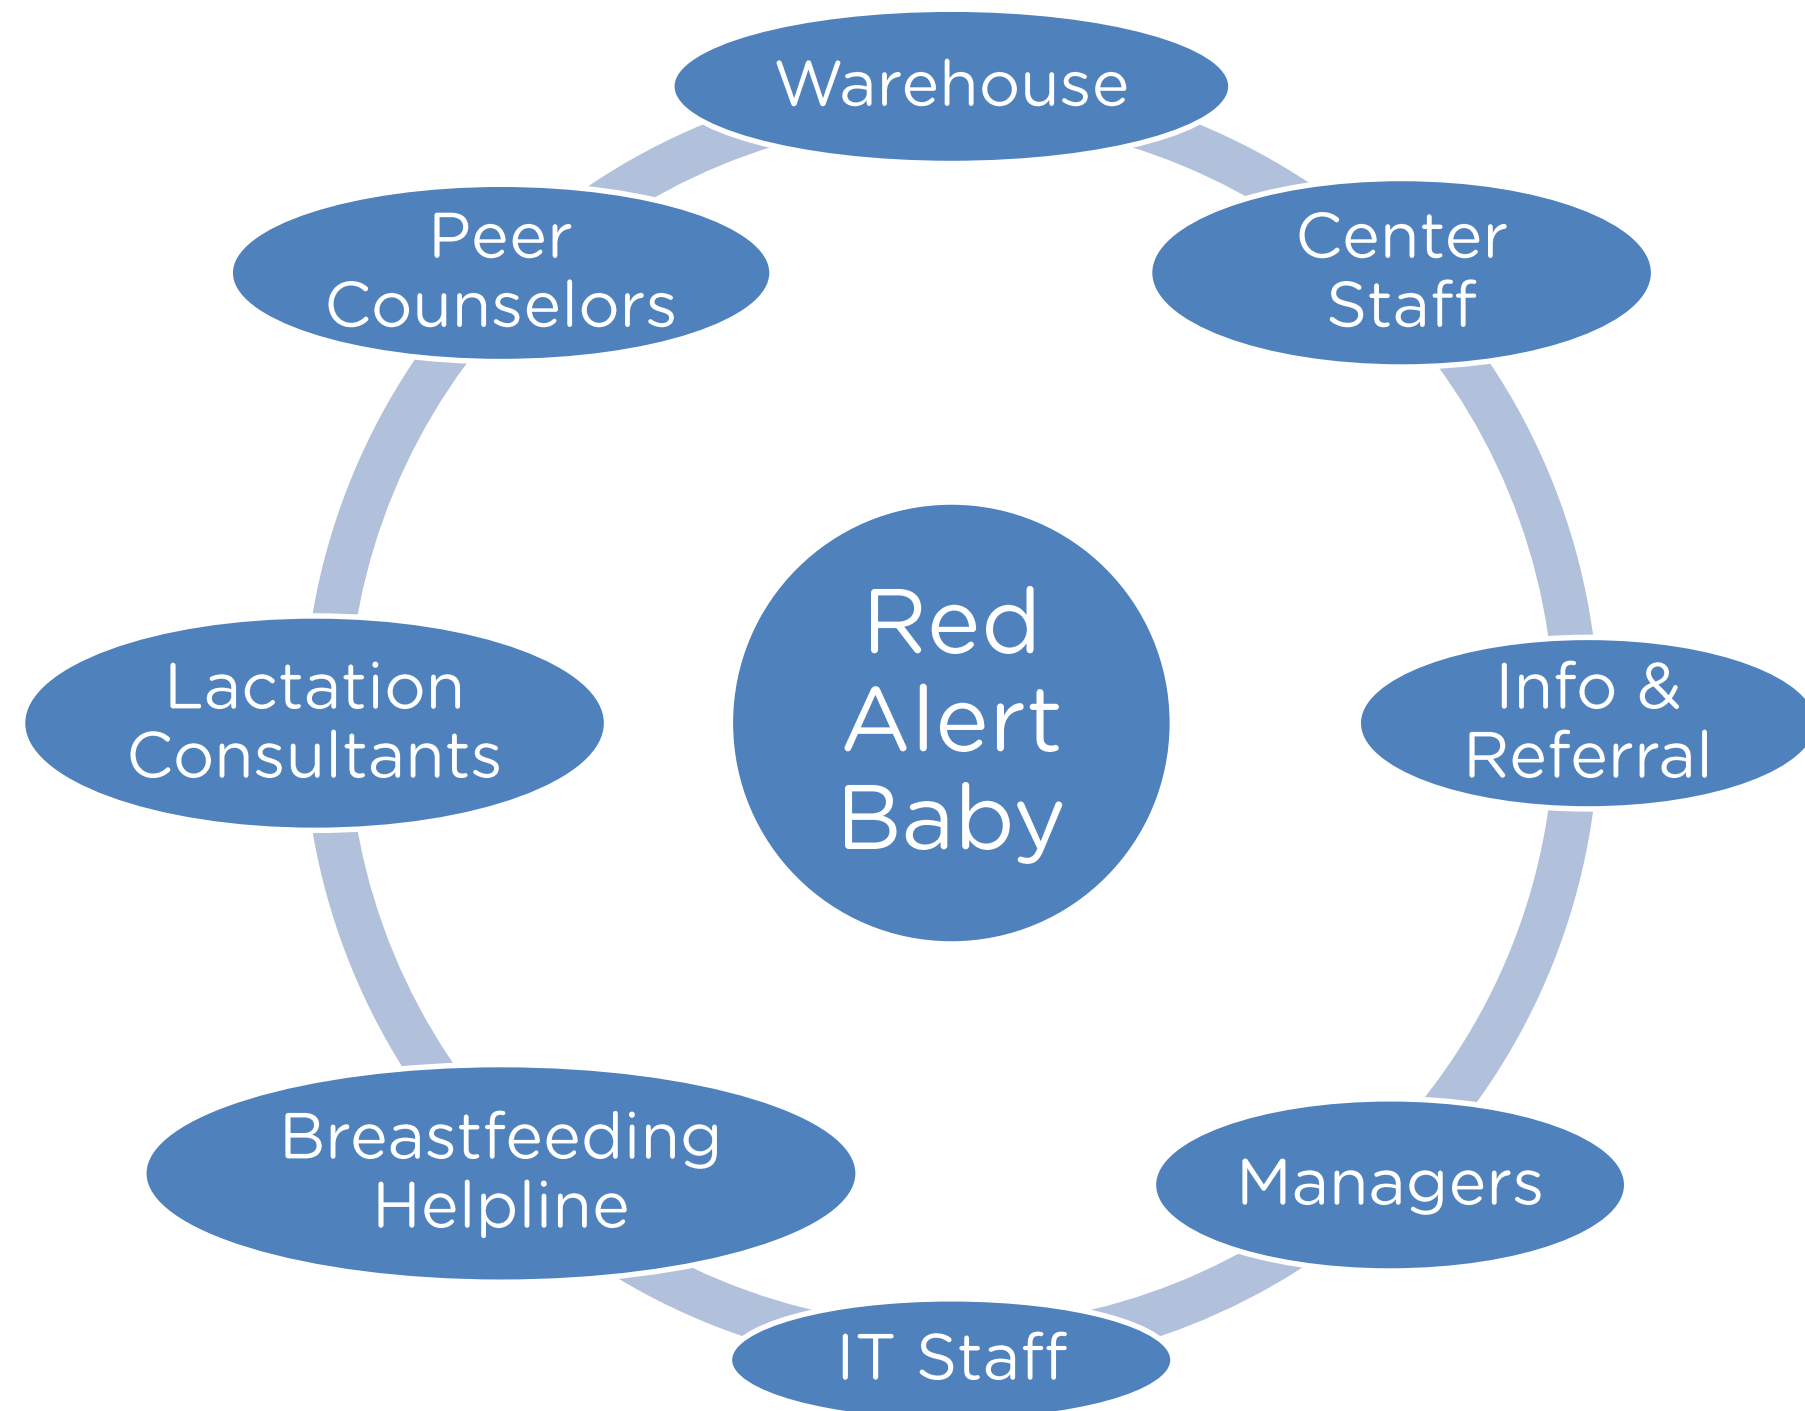 Warehouse
Center
Staff
Info &
Referral
Managers
IT Staff
Breastfeeding
Helpline
Lactation
Consultants
Peer
Counselors
Red
Alert
Baby